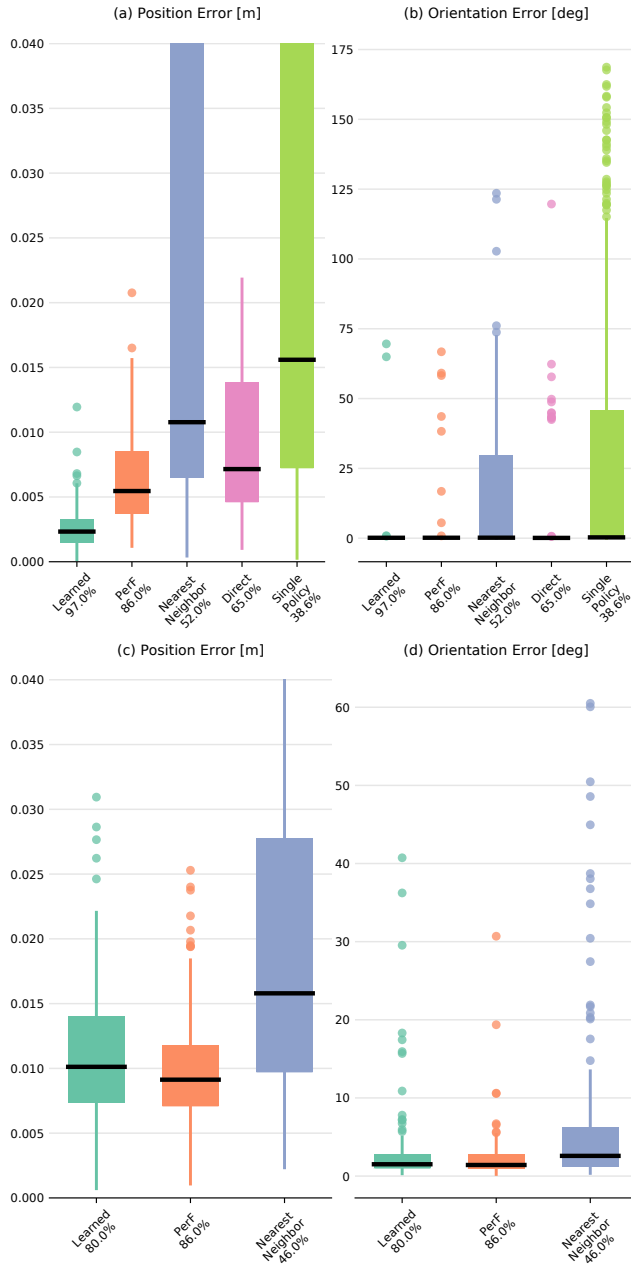 (a) Position Error [m]
0.040
0.035
0.030
0.025
0.020
0.015
0.010
0.005
0.000
Learned
97.0%
PerF
86.0%
Nearest
Neighbor
52.0%
Direct
65.0%
Single
Policy
38.6%
(b) Orientation Error [deg]
175
150
125
100
75
50
25
0
Learned
97.0%
PerF
86.0%
Nearest
Neighbor
52.0%
Direct
65.0%
Single
Policy
38.6%
(c) Position Error [m]
0.040
0.035
0.030
0.025
0.020
0.015
0.010
0.005
0.000
Learned
80.0%
PerF
86.0%
Nearest
Neighbor
46.0%
(d) Orientation Error [deg]
60
50
40
30
20
10
0
Learned
80.0%
PerF
86.0%
Nearest
Neighbor
46.0%